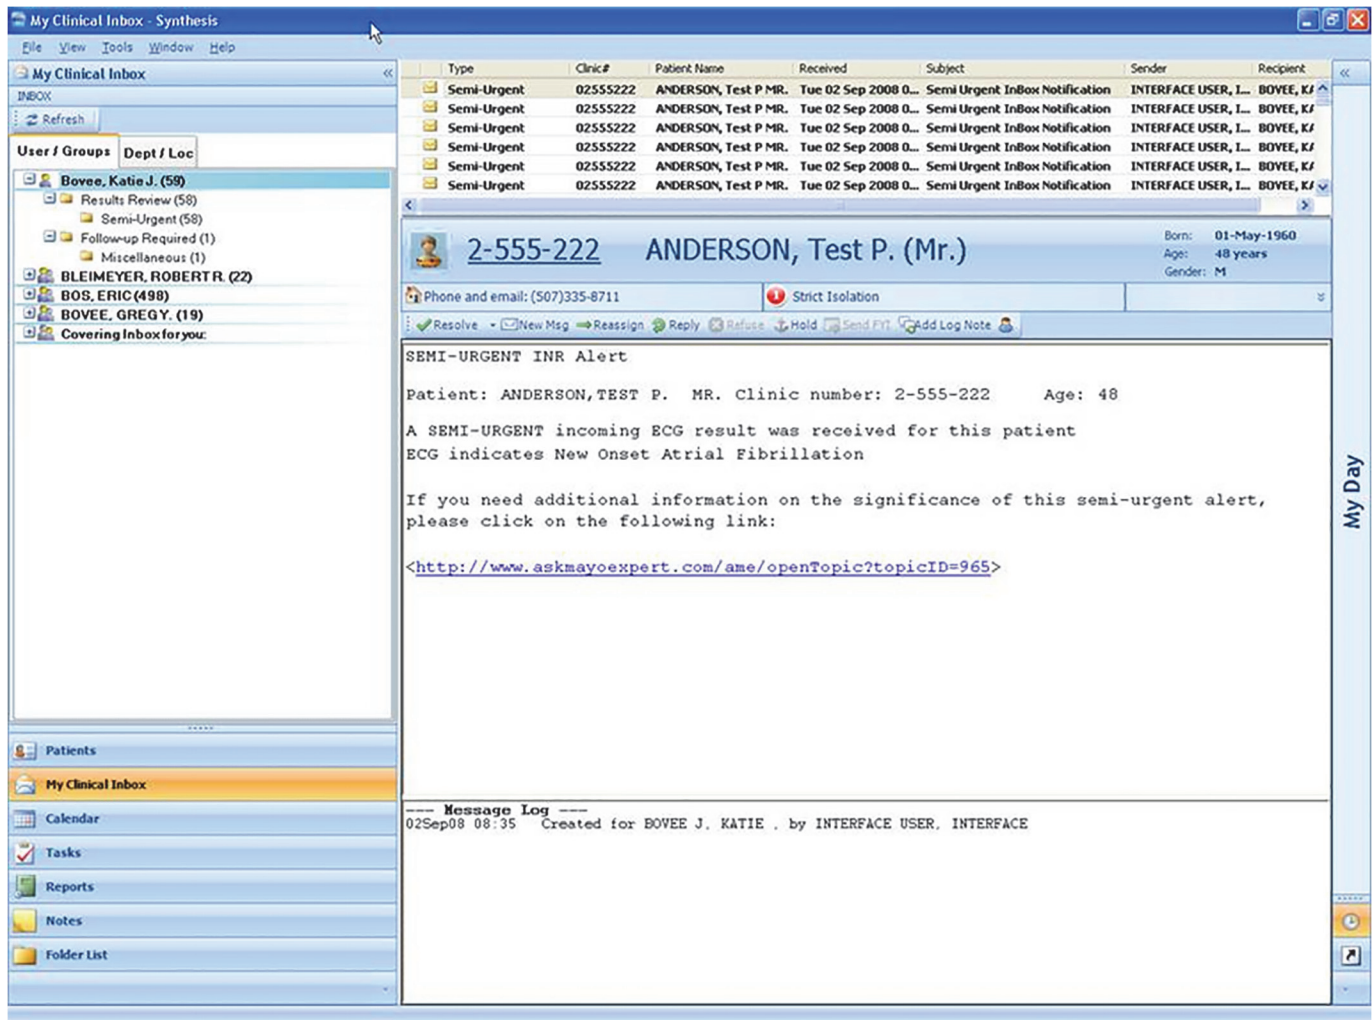 My Clinical Inbox - Synthesis
File View Tools Window Help
My Clinical Inbox
INBOX
Refresh
User / Groups Dept / Loc
Bovee, Katie J. (59)
Results Review (58)
Semi-Urgent (58)
Follow-up Required (1)
Miscellaneous (1)
BLEIMEYER, ROBERT R. (22)
BOS, ERIC (498)
BOVEE, GREG Y. (19)
Covering Inbox for you:
Patients
My Clinical Inbox
Calendar
Tasks
Reports
Notes
Folder List
Type Clinic# Patient Name Received Subject Sender Recipient
Semi-Urgent 02555222 ANDERSON, Test P MR. Tue 02 Sep 2008 0... Semi Urgent InBox Notification INTERFACE USER, I... BOVEE, KA
Semi-Urgent 02555222 ANDERSON, Test P MR. Tue 02 Sep 2008 0... Semi Urgent InBox Notification INTERFACE USER, I... BOVEE, KA
Semi-Urgent 02555222 ANDERSON, Test P MR. Tue 02 Sep 2008 0... Semi Urgent InBox Notification INTERFACE USER, I... BOVEE, KA
Semi-Urgent 02555222 ANDERSON, Test P MR. Tue 02 Sep 2008 0... Semi Urgent InBox Notification INTERFACE USER, I... BOVEE, KA
Semi-Urgent 02555222 ANDERSON, Test P MR. Tue 02 Sep 2008 0... Semi Urgent InBox Notification INTERFACE USER, I... BOVEE, KA
Semi-Urgent 02555222 ANDERSON, Test P MR. Tue 02 Sep 2008 0... Semi Urgent InBox Notification INTERFACE USER, I... BOVEE, KA
2-555-222 ANDERSON, Test P. (Mr.)
Born: 01-May-1960
Age: 48 years
Gender: M
Phone and email: (507)335-8711 Strict Isolation
Resolve New Msg Reassign Reply Refuse Hold Send FYI Add Log Note
SEMI-URGENT INR Alert
Patient: ANDERSON,TEST P. MR. Clinic number: 2-555-222 Age: 48
A SEMI-URGENT incoming ECG result was received for this patient
ECG indicates New Onset Atrial Fibrillation
If you need additional information on the significance of this semi-urgent alert,
please click on the following link:
<http://www.askmayoexpert.com/ame/openTopic?topicID=965>
--- Message Log ---
02Sep08 08:35 Created for BOVEE J, KATIE , by INTERFACE USER, INTERFACE
My Day